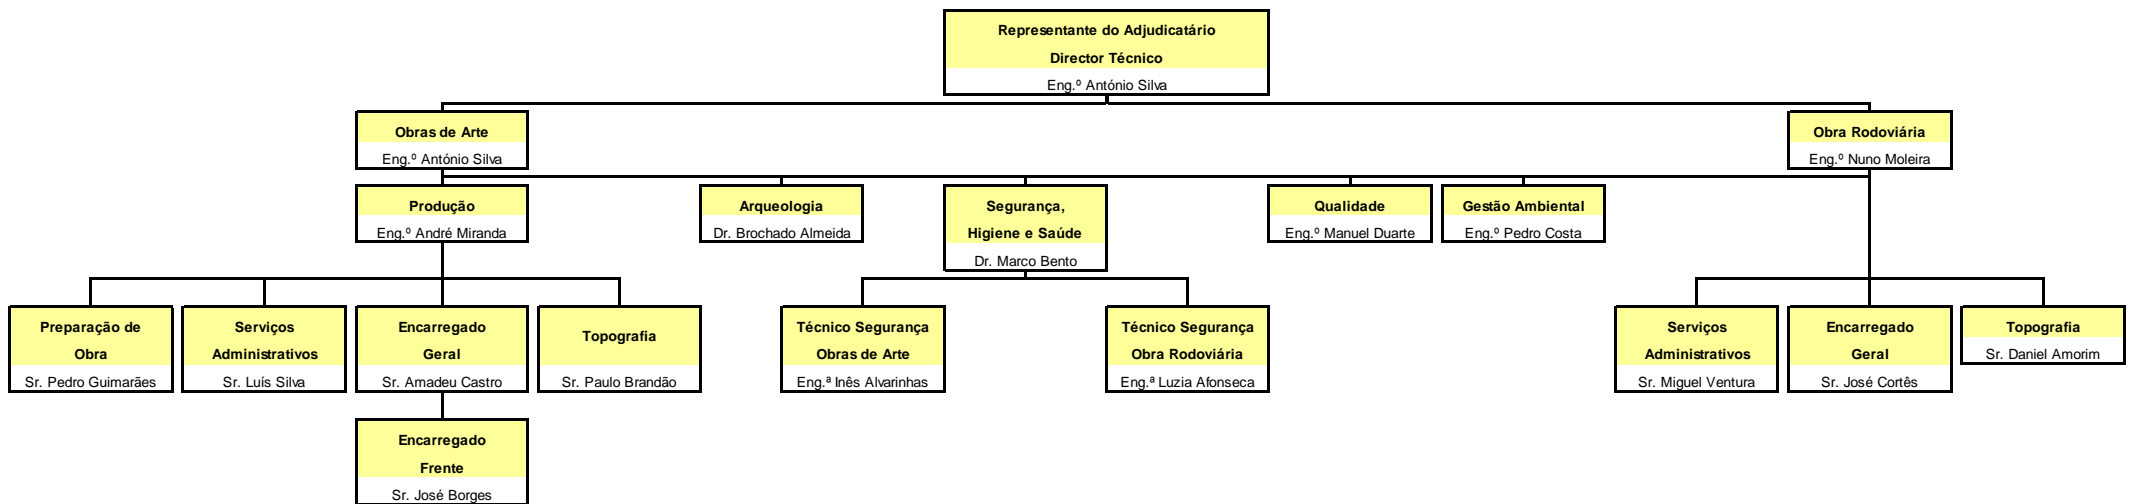 Representante do Adjudicatário
Director Técnico
Eng.º António Silva
Obras de Arte
Eng.º António Silva
Obra Rodoviária
Eng.º Nuno Moleira
Produção
Eng.º André Miranda
Arqueologia
Dr. Brochado Almeida
Segurança,
Higiene e Saúde
Dr. Marco Bento
Qualidade
Eng.º Manuel Duarte
Gestão Ambiental
Eng.º Pedro Costa
Preparação de
Obra
Sr. Pedro Guimarães
Serviços
Administrativos
Sr. Luís Silva
Encarregado
Geral
Sr. Amadeu Castro
Topografia
Sr. Paulo Brandão
Técnico Segurança
Obras de Arte
Eng.ª Inês Alvarinhas
Técnico Segurança
Obra Rodoviária
Eng.ª Luzia Afonseca
Serviços
Administrativos
Sr. Miguel Ventura
Encarregado
Geral
Sr. José Cortês
Topografia
Sr. Daniel Amorim
Encarregado
Frente
Sr. José Borges